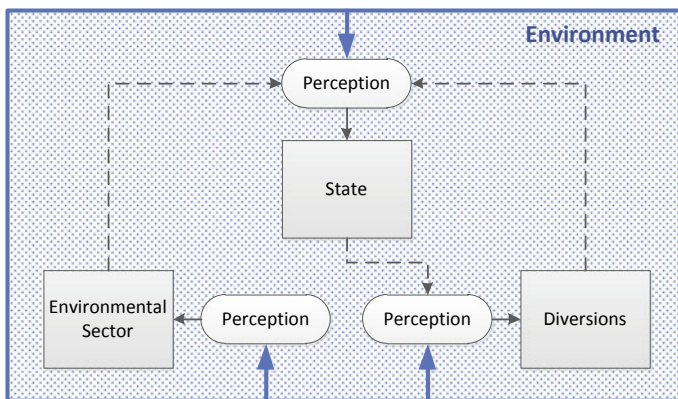 Environment
Perception
State
Environmental
Sector
Perception
Perception
Diversions